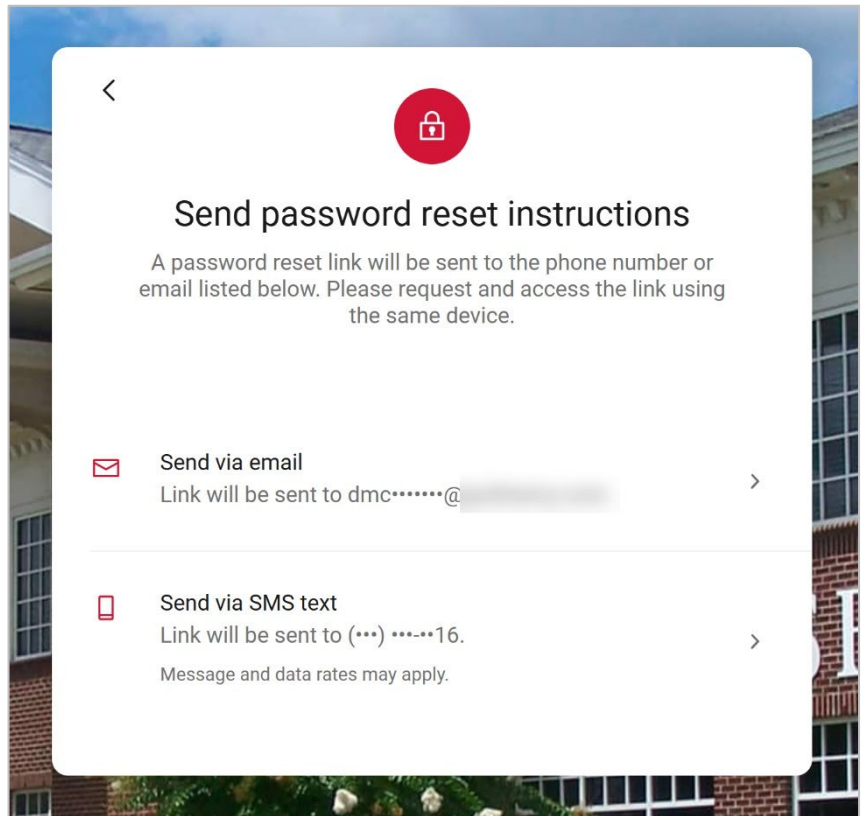 Send password reset instructions
A password reset link will be sent to the phone number or
email listed below. Please request and access the link using
the same device.
Send via email
Link will be sent to dmc•••••••@
Send via SMS text
Link will be sent to (•••) •••-••16.
Message and data rates may apply.